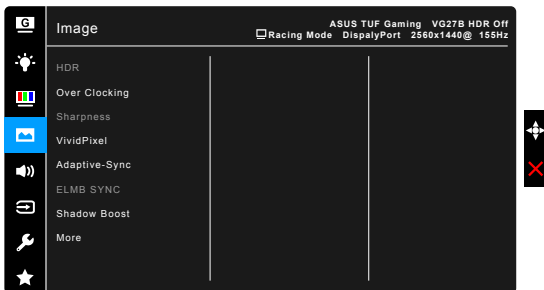 G
Image
ASUS TUF Gaming VG27B HDR Off
Racing Mode DispalyPort 2560x1440@ 155Hz
HDR
Over Clocking
Sharpness
VividPixel
Adaptive-Sync
ELMB SYNC
Shadow Boost
More